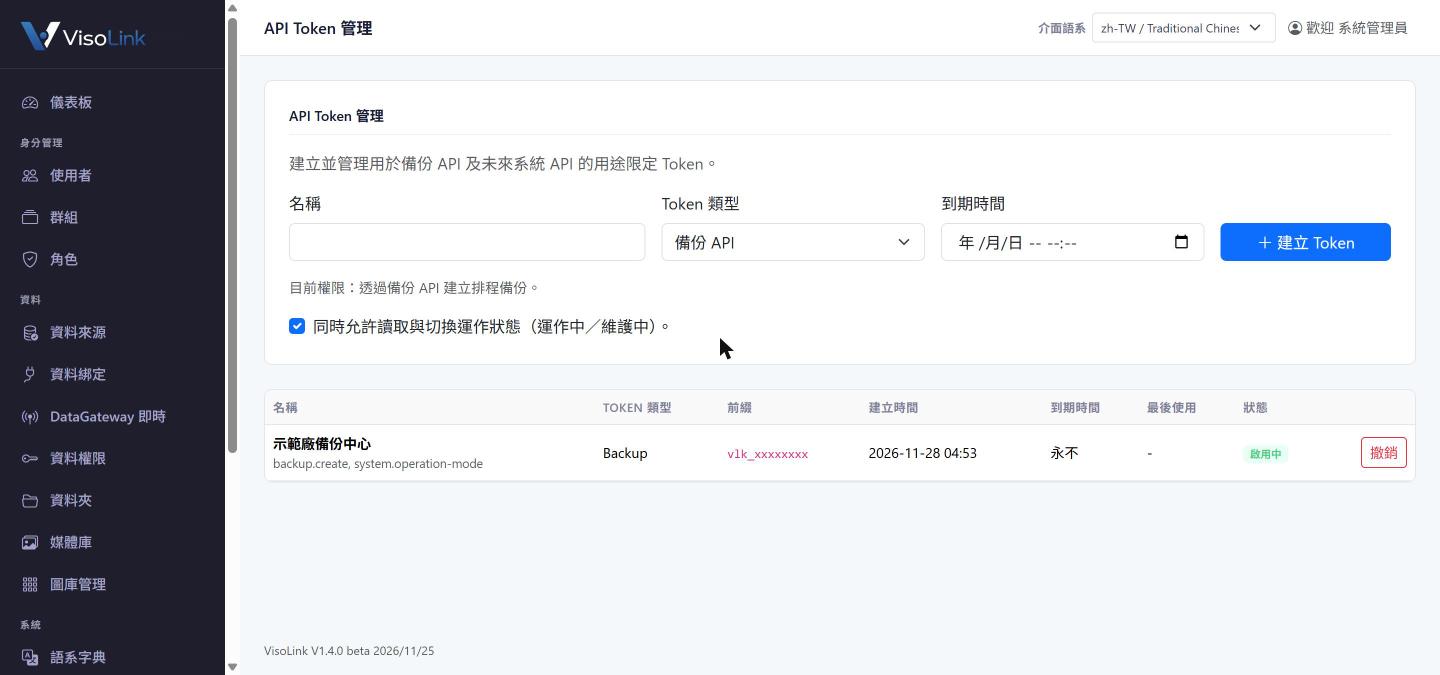 VisoLink
API Token 管理
介面語系
zh-TW / Traditional Chines
歡迎 系統管理員
儀表板
身分管理
使用者
群組
角色
資料
資料來源
資料綁定
DataGateway 即時
資料權限
資料夾
媒體庫
圖庫管理
系統
語系字典
API Token 管理
建立並管理用於備份 API 及未來系統 API 的用途限定 Token。
名稱
Token 類型
到期時間
備份 API
年 /月/日 -- --:--
+ 建立 Token
目前權限：透過備份 API 建立排程備份。
同時允許讀取與切換運作狀態（運作中／維護中）。
名稱 TOKEN 類型 前綴 建立時間 到期時間 最後使用 狀態
示範廠備份中心
backup.create, system.operation-mode
Backup
vlk_xxxxxxxx
2026-11-28 04:53
永不
-
啟用中
撤銷
VisoLink V1.4.0 beta 2026/11/25